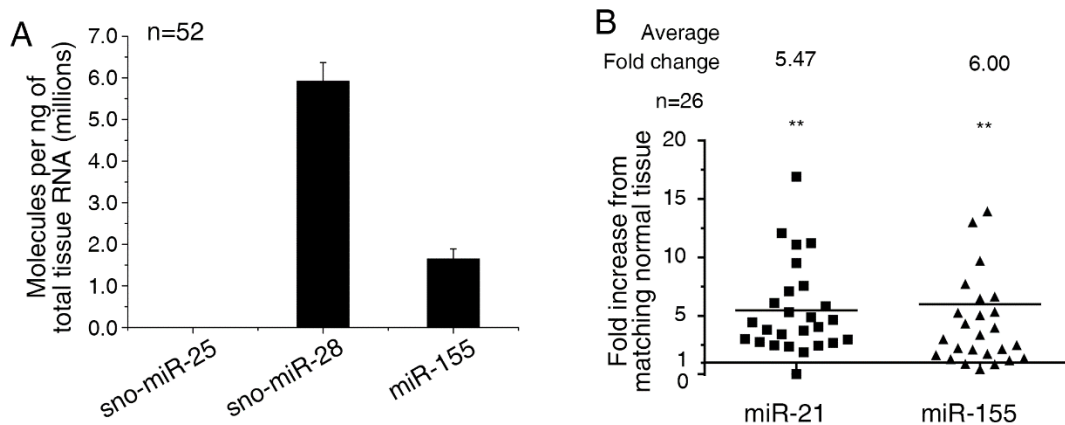 A
n=52
Molecules per ng of
total tissue RNA (millions)
7.0
6.0
5.0
4.0
3.0
2.0
1.0
0.0
sno-miR-25
sno-miR-28
miR-155
B
Average
Fold change
5.47
6.00
n=26
**
**
Fold increase from
matching normal tissue
20
15
10
5
1
0
miR-21
miR-155